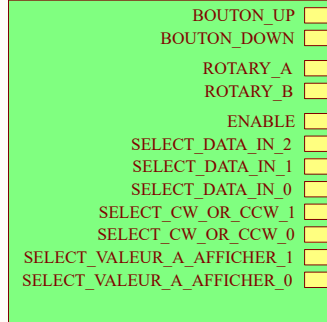 BOUTON_UP
BOUTON_DOWN
ROTARY_A
ROTARY_B
ENABLE
SELECT_DATA_IN_2
SELECT_DATA_IN_1
SELECT_DATA_IN_0
SELECT_CW_OR_CCW_1
SELECT_CW_OR_CCW_0
SELECT_VALEUR_A_AFFICHER_1
SELECT_VALEUR_A_AFFICHER_0